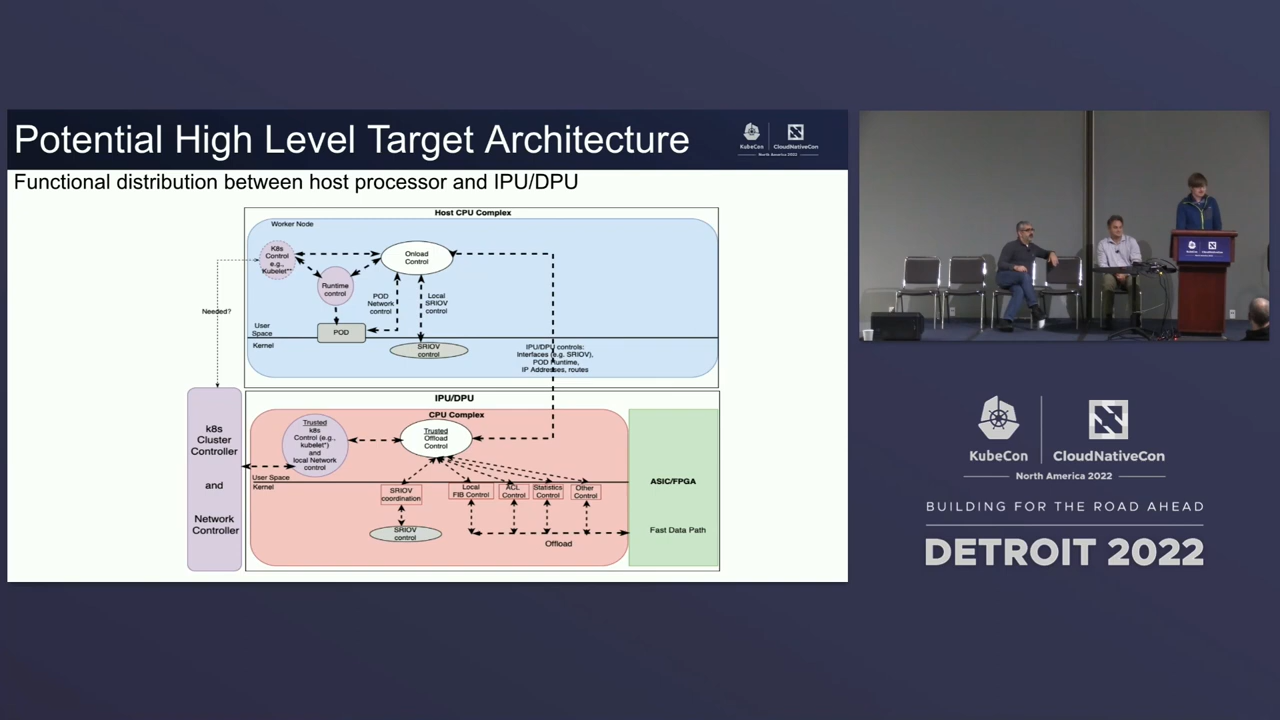 Potential High Level Target Architecture
KubeCon
CloudNativeCon
North America 2022
Functional distribution between host processor and IPU/DPU
Host CPU Complex
Worker Node
K8s
Control
e.g.,
Kubelet**
Onload
Control
Runtime
control
POD
Network
control
Local
SRIOV
control
Needed?
User
Space
POD
Kernel
SRIOV
control
IPU/DPU controls:
Interfaces (e.g. SRIOV),
POD Runtime,
IP Addresses, routes
IPU/DPU
CPU Complex
k8s
Cluster
Controller
and
Network
Controller
Trusted
k8s
Control (e.g.,
kubelet*)
and
local Network
control
Trusted
Offload
Control
User Space
Kernel
SRIOV
coordination
Local
FIB Control
ACL
Control
Statistics
Control
Other
Control
SRIOV
control
Offload
ASIC/FPGA
Fast Data Path
KubeCon
CloudNativeCon
North America 2022
BUILDING FOR THE ROAD AHEAD
DETROIT 2022